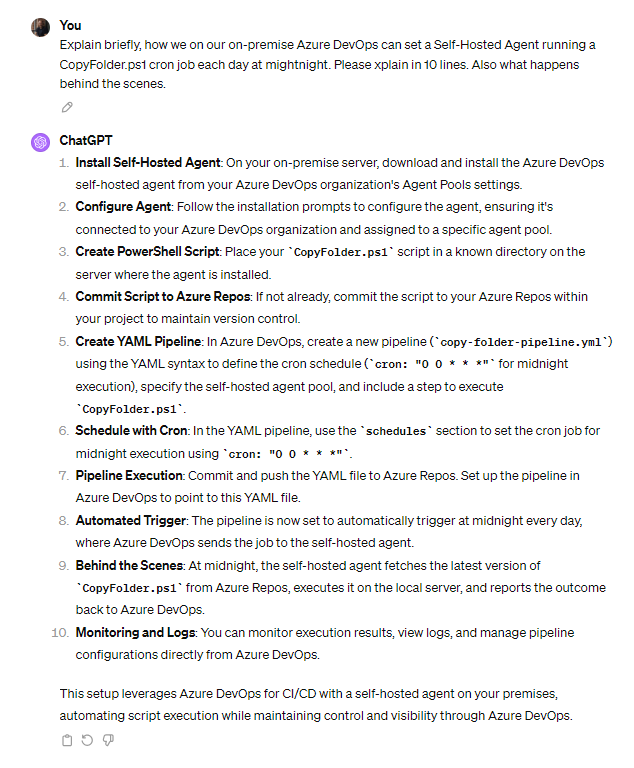 You
Explain briefly, how we on our on-premise Azure DevOps can set a Self-Hosted Agent running a
CopyFolder.ps1 cron job each day at mightnight. Please xplain in 10 lines. Also what happens
behind the scenes.
ChatGPT
1. Install Self-Hosted Agent: On your on-premise server, download and install the Azure DevOps
self-hosted agent from your Azure DevOps organization's Agent Pools settings.
2. Configure Agent: Follow the installation prompts to configure the agent, ensuring it's
connected to your Azure DevOps organization and assigned to a specific agent pool.
3. Create PowerShell Script: Place your `CopyFolder.ps1` script in a known directory on the
server where the agent is installed.
4. Commit Script to Azure Repos: If not already, commit the script to your Azure Repos within
your project to maintain version control.
5. Create YAML Pipeline: In Azure DevOps, create a new pipeline (`copy-folder-pipeline.yml`)
using the YAML syntax to define the cron schedule (`cron: "0 0 * * *"` for midnight
execution), specify the self-hosted agent pool, and include a step to execute
`CopyFolder.ps1`.
6. Schedule with Cron: In the YAML pipeline, use the `schedules` section to set the cron job for
midnight execution using `cron: "0 0 * * *"`.
7. Pipeline Execution: Commit and push the YAML file to Azure Repos. Set up the pipeline in
Azure DevOps to point to this YAML file.
8. Automated Trigger: The pipeline is now set to automatically trigger at midnight every day,
where Azure DevOps sends the job to the self-hosted agent.
9. Behind the Scenes: At midnight, the self-hosted agent fetches the latest version of
`CopyFolder.ps1` from Azure Repos, executes it on the local server, and reports the outcome
back to Azure DevOps.
10. Monitoring and Logs: You can monitor execution results, view logs, and manage pipeline
configurations directly from Azure DevOps.
This setup leverages Azure DevOps for CI/CD with a self-hosted agent on your premises,
automating script execution while maintaining control and visibility through Azure DevOps.